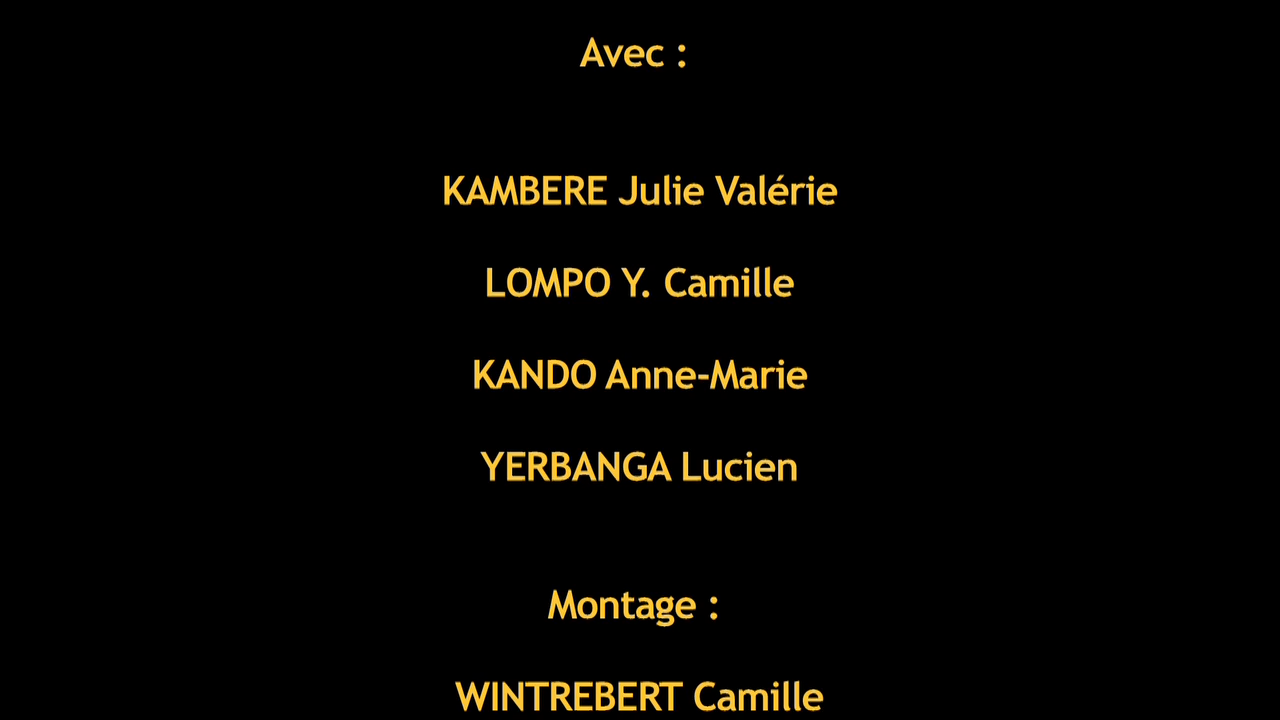 Avec :
KAMBERE Julie Valérie
LOMPO Y. Camille
KANDO Anne-Marie
YERBANGA Lucien
Montage :
WINTREBERT Camille